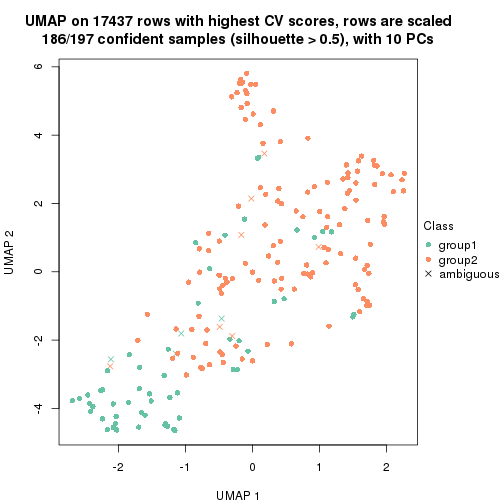 UMAP on 17437 rows with highest CV scores, rows are scaled
186/197 confident samples (silhouette > 0.5), with 10 PCs
6
4
2
0
-2
-4
UMAP 2
-2
-1
0
1
2
UMAP 1
Class
group1
group2
ambiguous